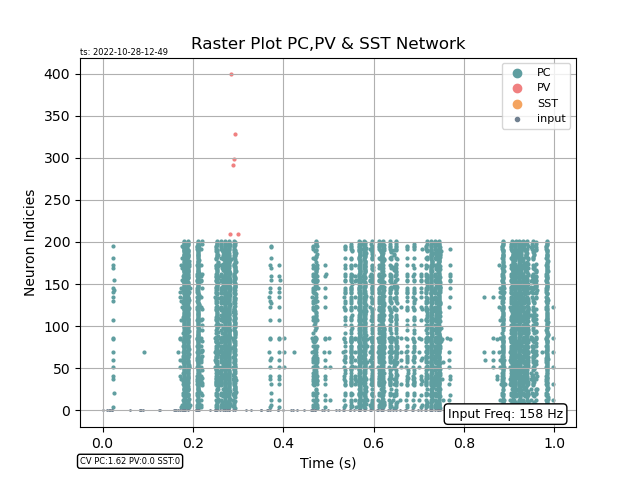 Raster Plot PC,PV & SST Network
ts: 2022-10-28-12-49
PC
PV
SST
input
400
350
300
250
200
150
100
50
0
Neuron Indicies
Input Freq: 158 Hz
0.0 0.2 0.4 0.6 0.8 1.0
Time (s)
CV PC:1.62 PV:0.0 SST:0